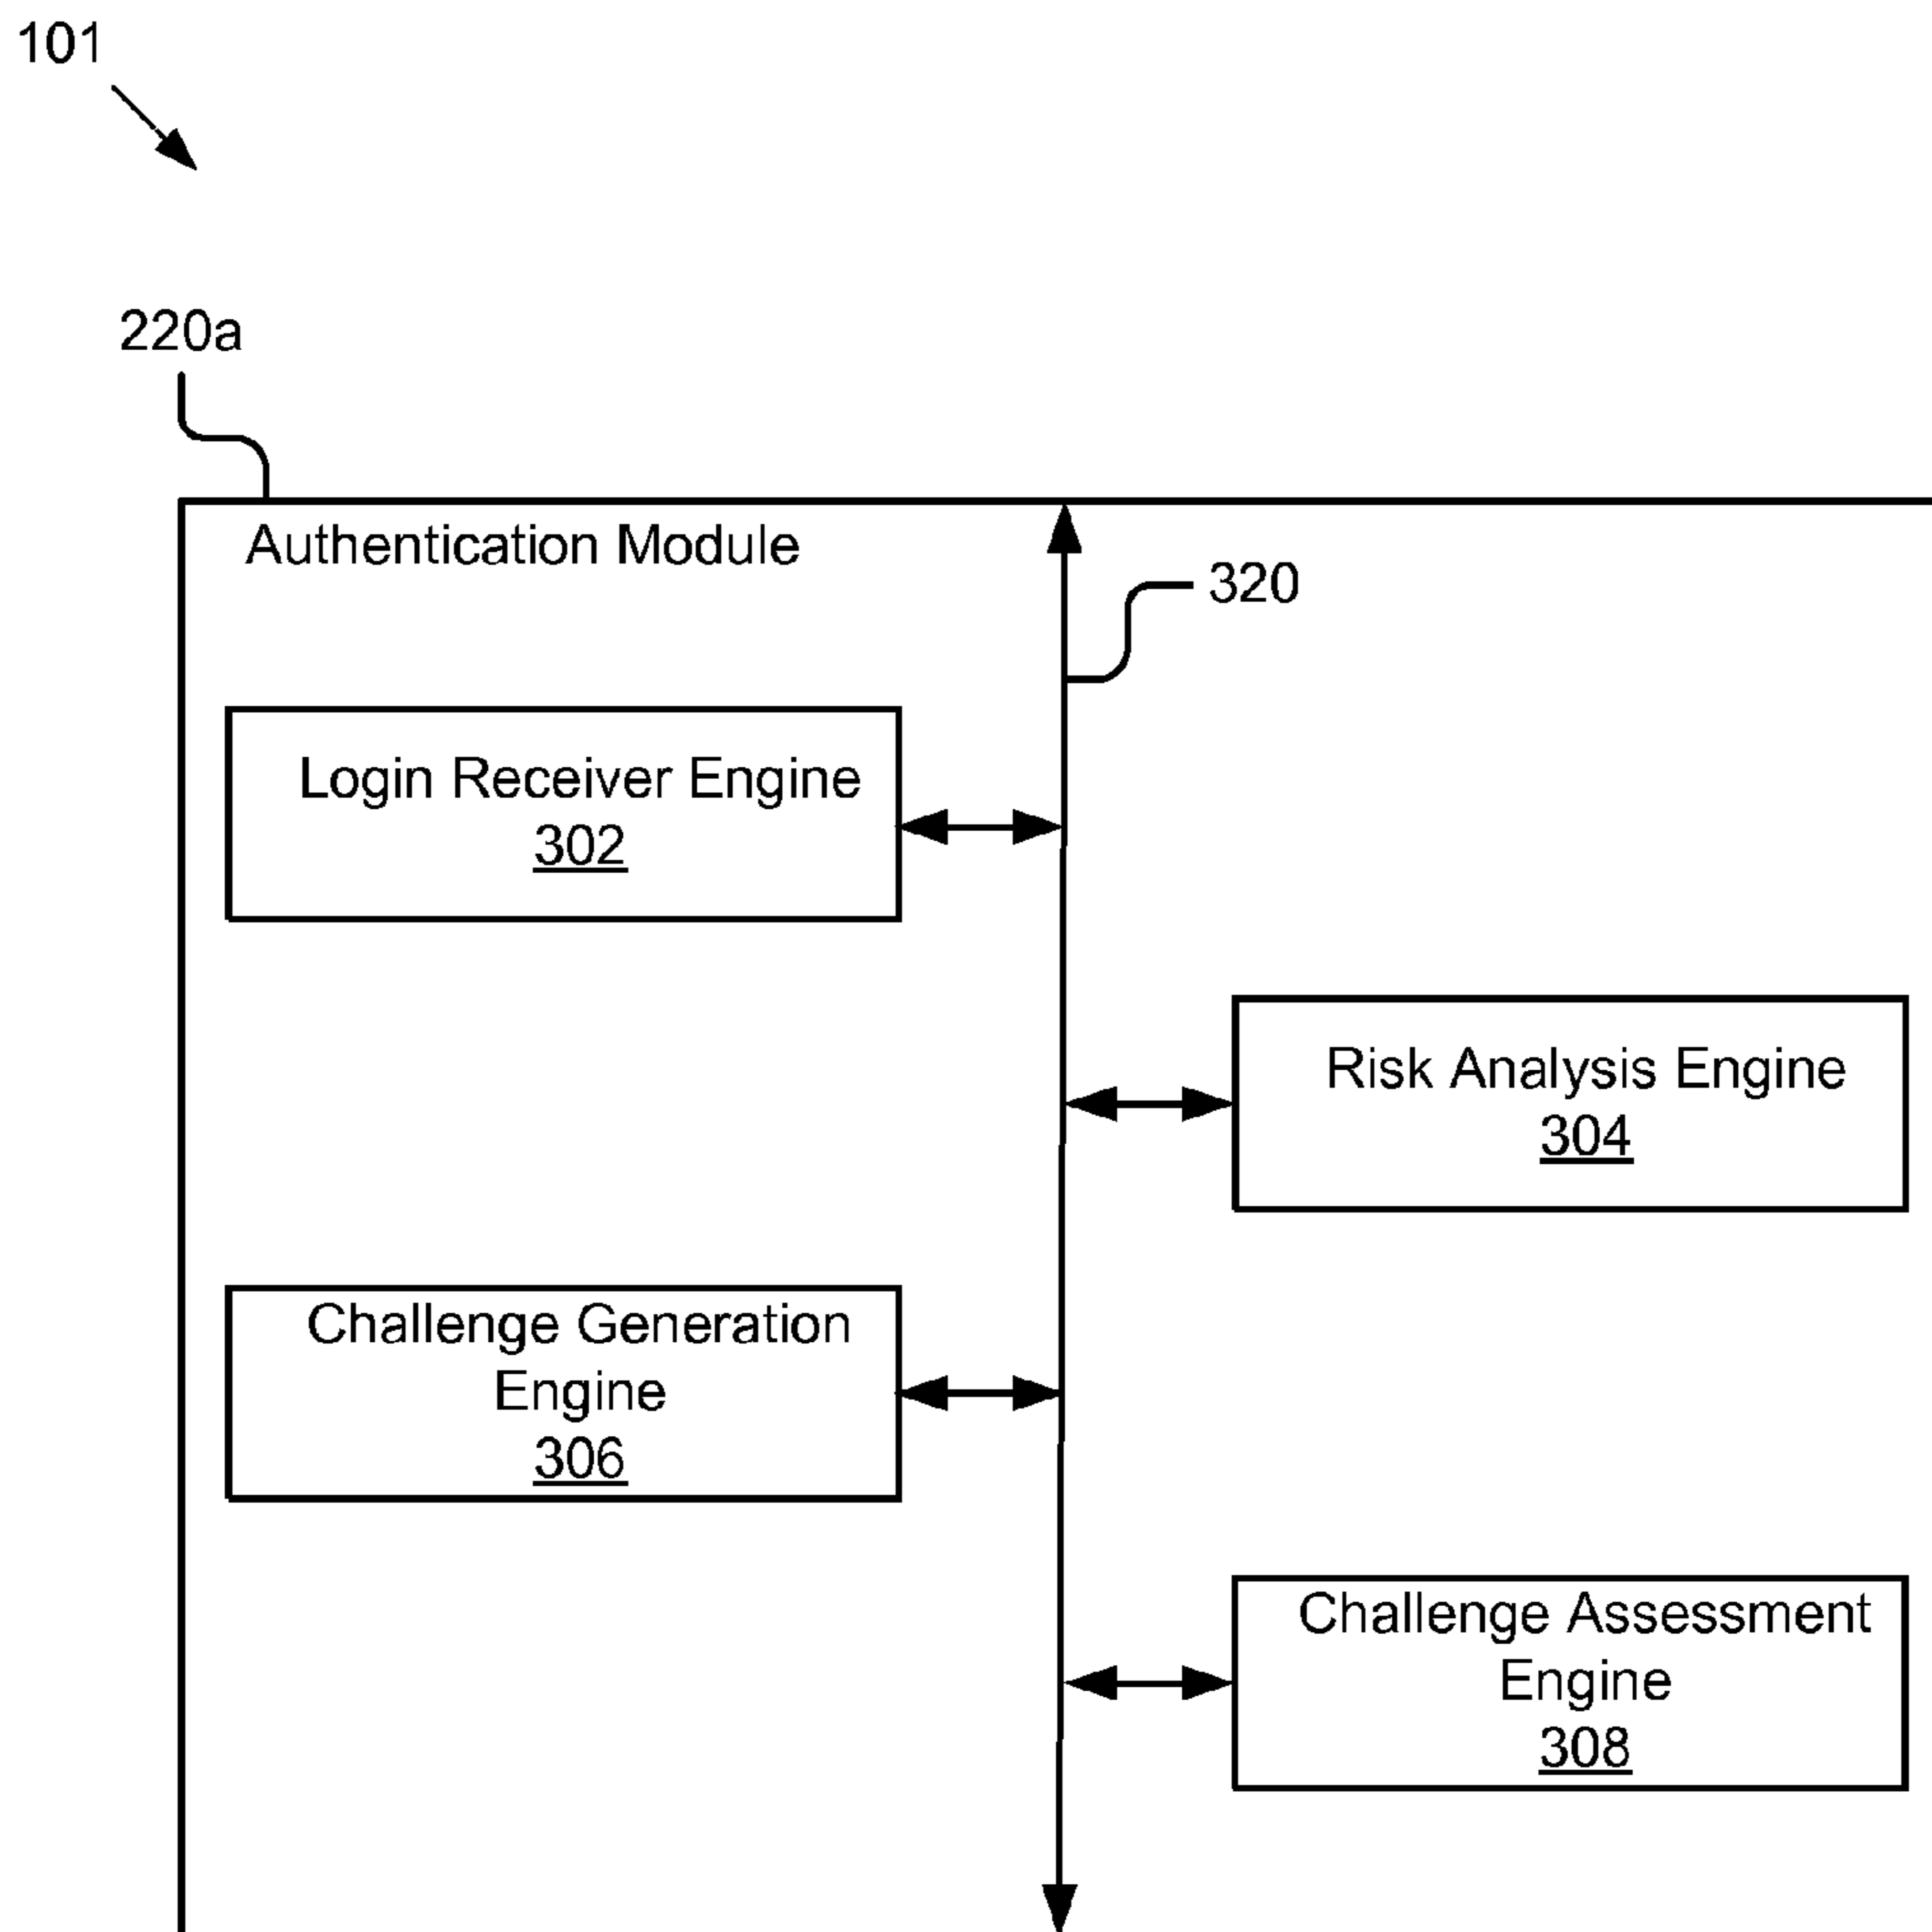 101
220a
Authentication Module
320
Login Receiver Engine
302
Risk Analysis Engine
304
Challenge Generation
Engine
306
Challenge Assessment
Engine
308